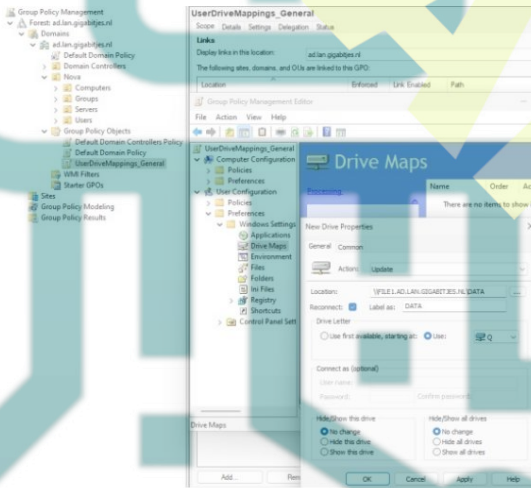 Group Policy Management
Forest: ad.lan.gigabitjes.nl
Domains
ad.lan.gigabitjes.nl
Default Domain Policy
Domain Controllers
Nova
Computers
Groups
Servers
Users
Group Policy Objects
Default Domain Controllers Policy
Default Domain Policy
UserDriveMappings_General
WMI Filters
Starter GPOs
Sites
Group Policy Modeling
Group Policy Results
UserDriveMappings_General
Scope Details Settings Delegation Status
Links
Display links in this location: ad.lan.gigabitjes.nl
The following sites, domains, and OUs are linked to this GPO:
Location Enforced Link Enabled Path
Group Policy Management Editor
File Action View Help
UserDriveMappings_General
Computer Configuration
Policies
Preferences
User Configuration
Policies
Preferences
Windows Settings
Applications
Drive Maps
Environment
Files
Folders
Ini Files
Registry
Shortcuts
Control Panel Sett
Drive Maps
Processing
Name Order Ac
There are no items to show i
New Drive Properties
General Common
Action: Update
Location: \\FILE1.AD.LAN.GIGABITJES.NL\DATA ...
Reconnect: Label as: DATA
Drive Letter
Use first available, starting at: Use: Q
Connect as (optional)
User name:
Password: Confirm password:
Hide/Show this drive Hide/Show all drives
No change No change
Hide this drive Hide all drives
Show this drive Show all drives
Drive Maps
Add... Rem
OK Cancel Apply Help